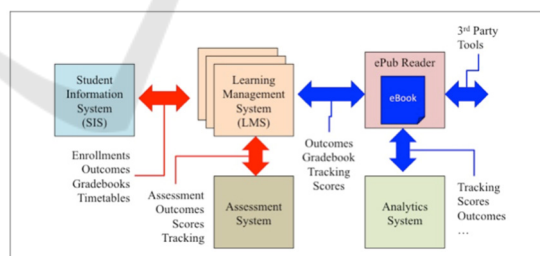 3rd Party
Tools
ePub Reader
eBook
Student
Information
System
(SIS)
Learning
Management
System
(LMS)
Enrollments
Outcomes
Gradebooks
Timetables
Assessment
Outcomes
Scores
Tracking
Outcomes
Gradebook
Tracking
Scores
Assessment
System
Analytics
System
Tracking
Scores
Outcomes
…